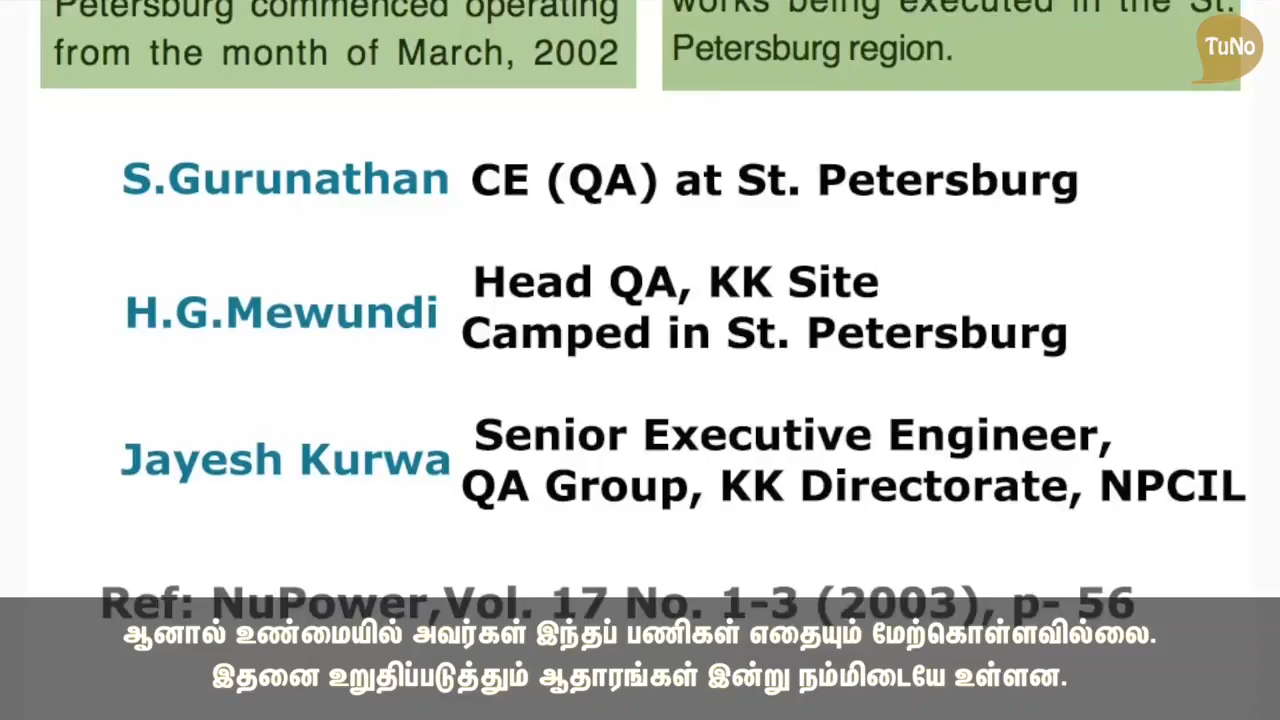 Petersburg commenced operating
from the month of March, 2002
works being executed in the St.
Petersburg region.
TuNo
S.Gurunathan CE (QA) at St. Petersburg
H.G.Mewundi Head QA, KK Site
Camped in St. Petersburg
Jayesh Kurwa Senior Executive Engineer,
QA Group, KK Directorate, NPCIL
Ref: NuPower,Vol. 17 No. 1-3 (2003), p- 56
ஆனால் உண்மையில் அவர்கள் இந்தப் பணிகள் எதையும் மேற்கொள்ளவில்லை.
இதனை உறுதிப்படுத்தும் ஆதாரங்கள் இன்று நம்மிடையே உள்ளன.